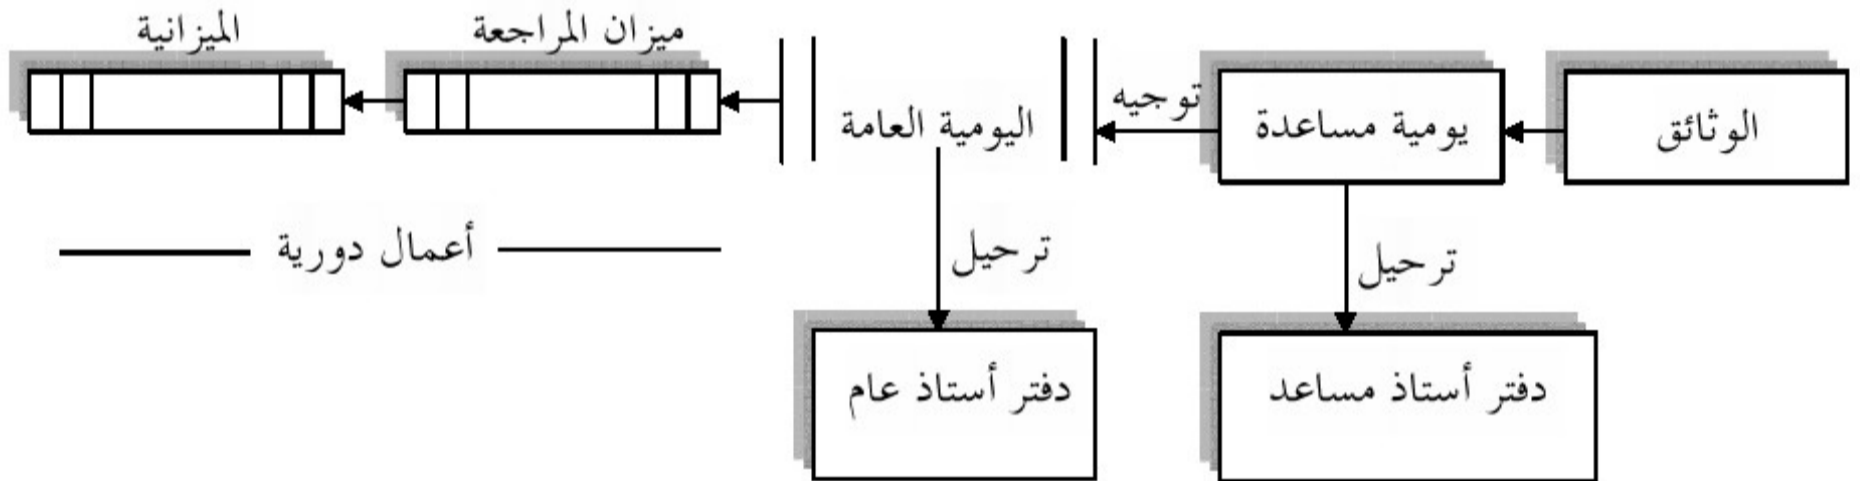 الميزانية
ميزان المراجعة
الوثائق
يومية مساعدة
توجيه
اليومية العامة
أعمال دورية
ترحيل
ترحيل
دفتر أستاذ مساعد
دفتر أستاذ عام